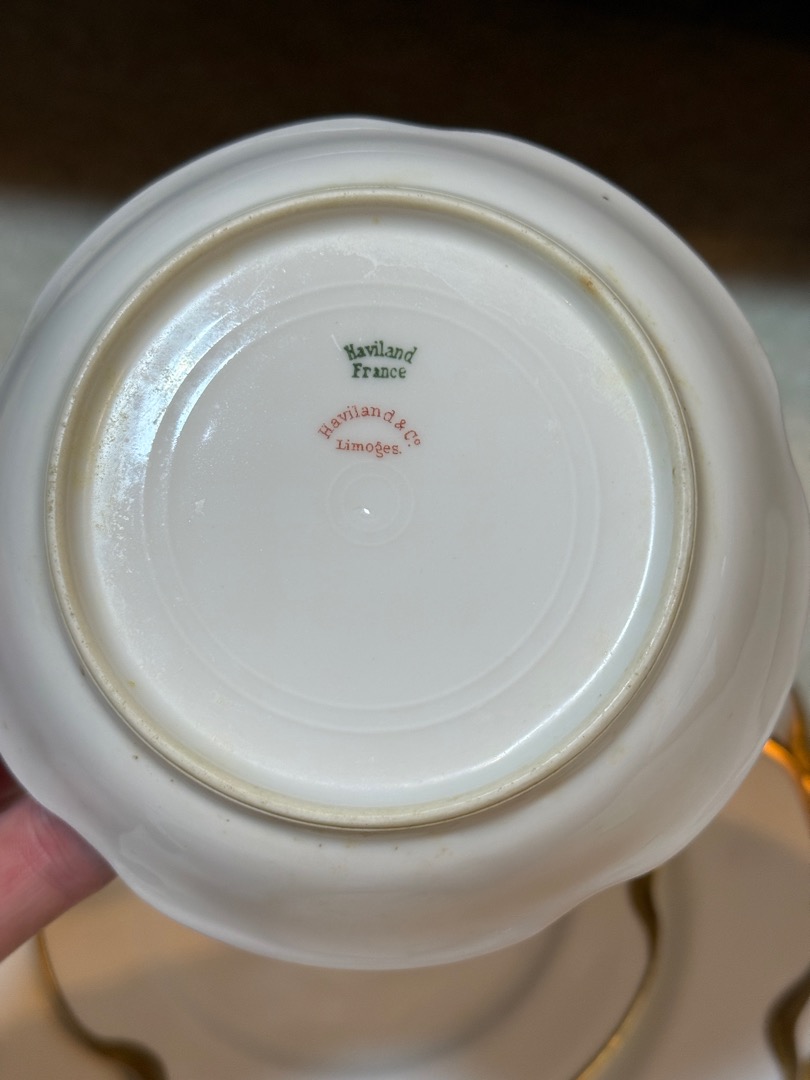 Haviland
France
Haviland & Co
Limoges.